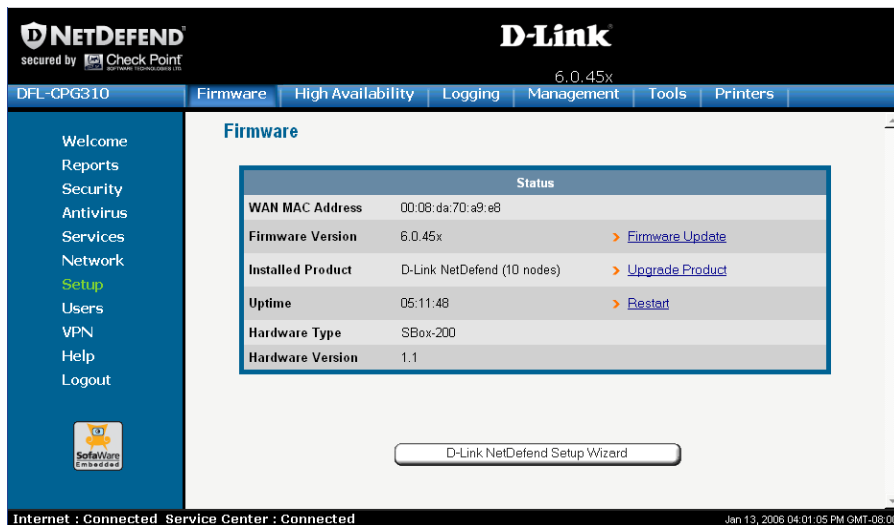 NETDEFEND
secured by Check Point
SOFTWARE TECHNOLOGIES LTD.
D-Link
6.0.45x
DFL-CPG310
Firmware High Availability Logging Management Tools Printers
Welcome
Reports
Security
Antivirus
Services
Network
Setup
Users
VPN
Help
Logout
SofaWare
Embedded
Firmware
Status
WAN MAC Address 00:08:da:70:a9:e8
Firmware Version 6.0.45x Firmware Update
Installed Product D-Link NetDefend (10 nodes) Upgrade Product
Uptime 05:11:48 Restart
Hardware Type SBox-200
Hardware Version 1.1
D-Link NetDefend Setup Wizard
Internet : Connected Service Center : Connected
Jan 13, 2006 04:01:05 PM GMT-08:0